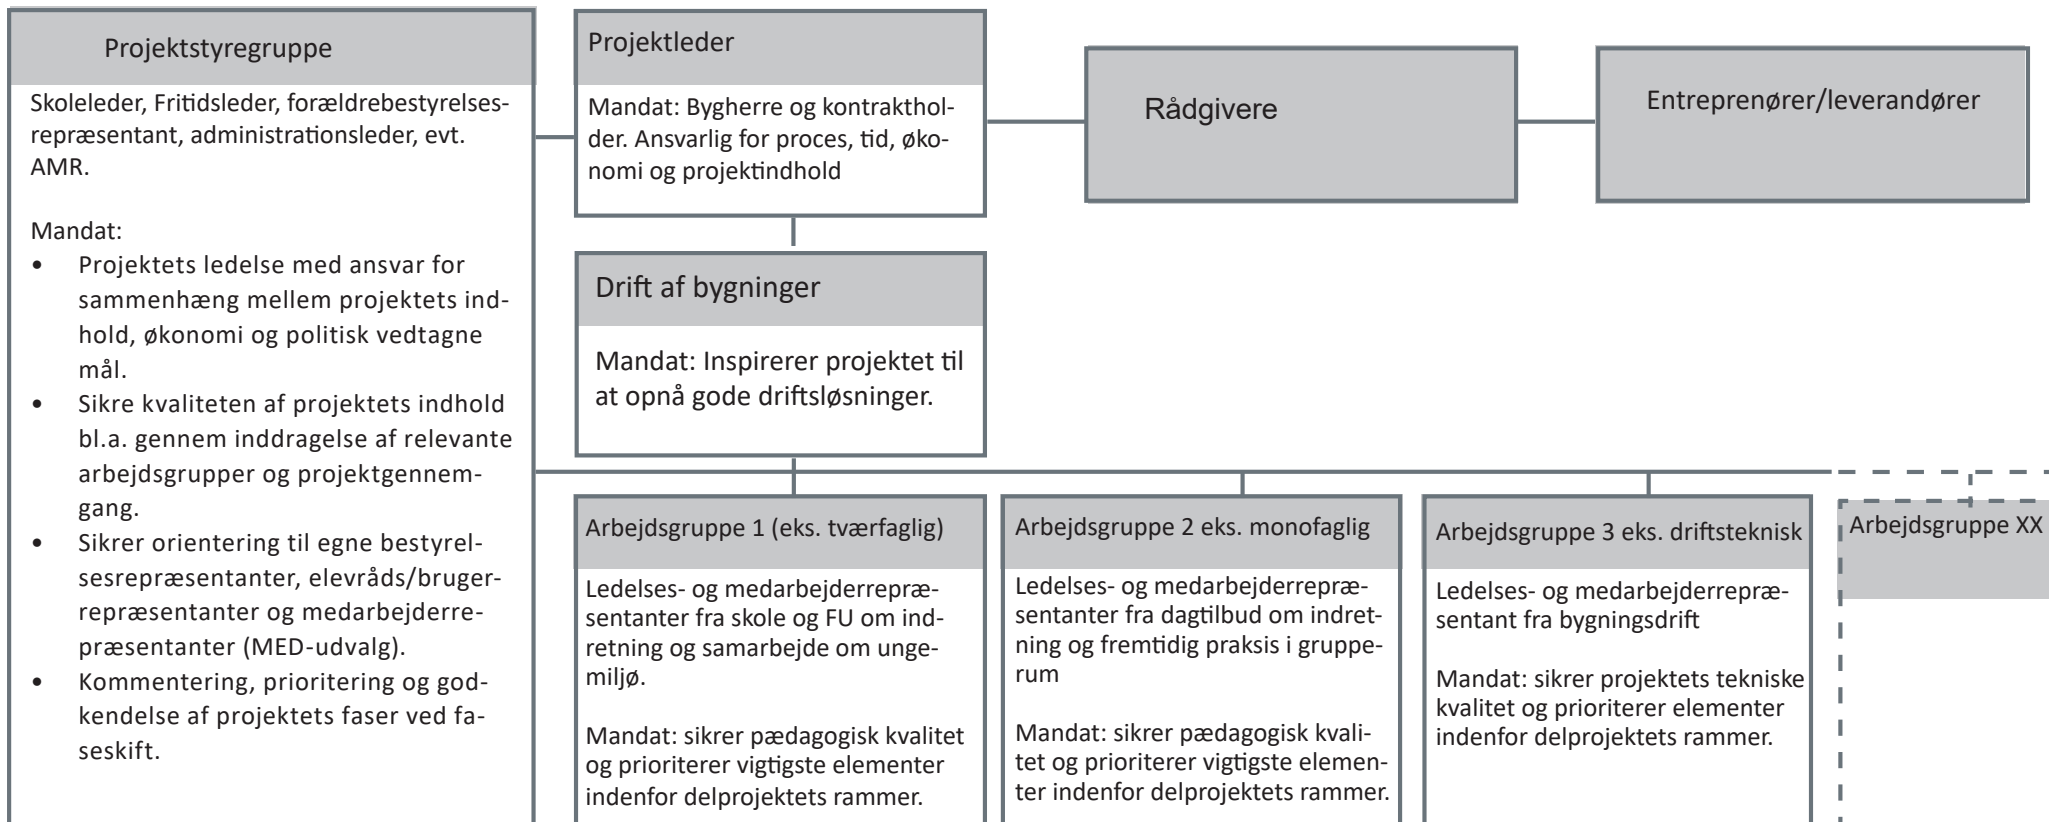 Projektstyregruppe
Skoleleder, Fritidsleder, forældrebestyrelses-
repræsentant, administrationsleder, evt.
AMR.
Mandat:
• Projektets ledelse med ansvar for
sammenhæng mellem projektets ind-
hold, økonomi og politisk vedtagne
mål.
• Sikre kvaliteten af projektets indhold
bl.a. gennem inddragelse af relevante
arbejdsgrupper og projektgennem-
gang.
• Sikrer orientering til egne bestyrel-
sesrepræsentanter, elevråds/bruger-
repræsentanter og medarbejderre-
præsentanter (MED-udvalg).
• Kommentering, prioritering og god-
kendelse af projektets faser ved fa-
seskift.
Projektleder
Mandat: Bygherre og kontrakthol-
der. Ansvarlig for proces, tid, øko-
nomi og projektindhold
Rådgivere
Entreprenører/leverandører
Drift af bygninger
Mandat: Inspirerer projektet til
at opnå gode driftsløsninger.
Arbejdsgruppe 1 (eks. tværfaglig)
Ledelses- og medarbejderrepræ-
sentanter fra skole og FU om ind-
retning og samarbejde om unge-
miljø.
Mandat: sikrer pædagogisk kvalitet
og prioriterer vigtigste elementer
indenfor delprojektets rammer.
Arbejdsgruppe 2 eks. monofaglig
Ledelses- og medarbejderrepræ-
sentanter fra dagtilbud om indret-
ning og fremtidig praksis i gruppe-
rum
Mandat: sikrer pædagogisk kvali-
tet og prioriterer vigtigste elemen-
ter indenfor delprojektets rammer.
Arbejdsgruppe 3 eks. driftsteknisk
Ledelses- og medarbejderrepræ-
sentant fra bygningsdrift
Mandat: sikrer projektets tekniske
kvalitet og prioriterer elementer
indenfor delprojektets rammer.
Arbejdsgruppe XX